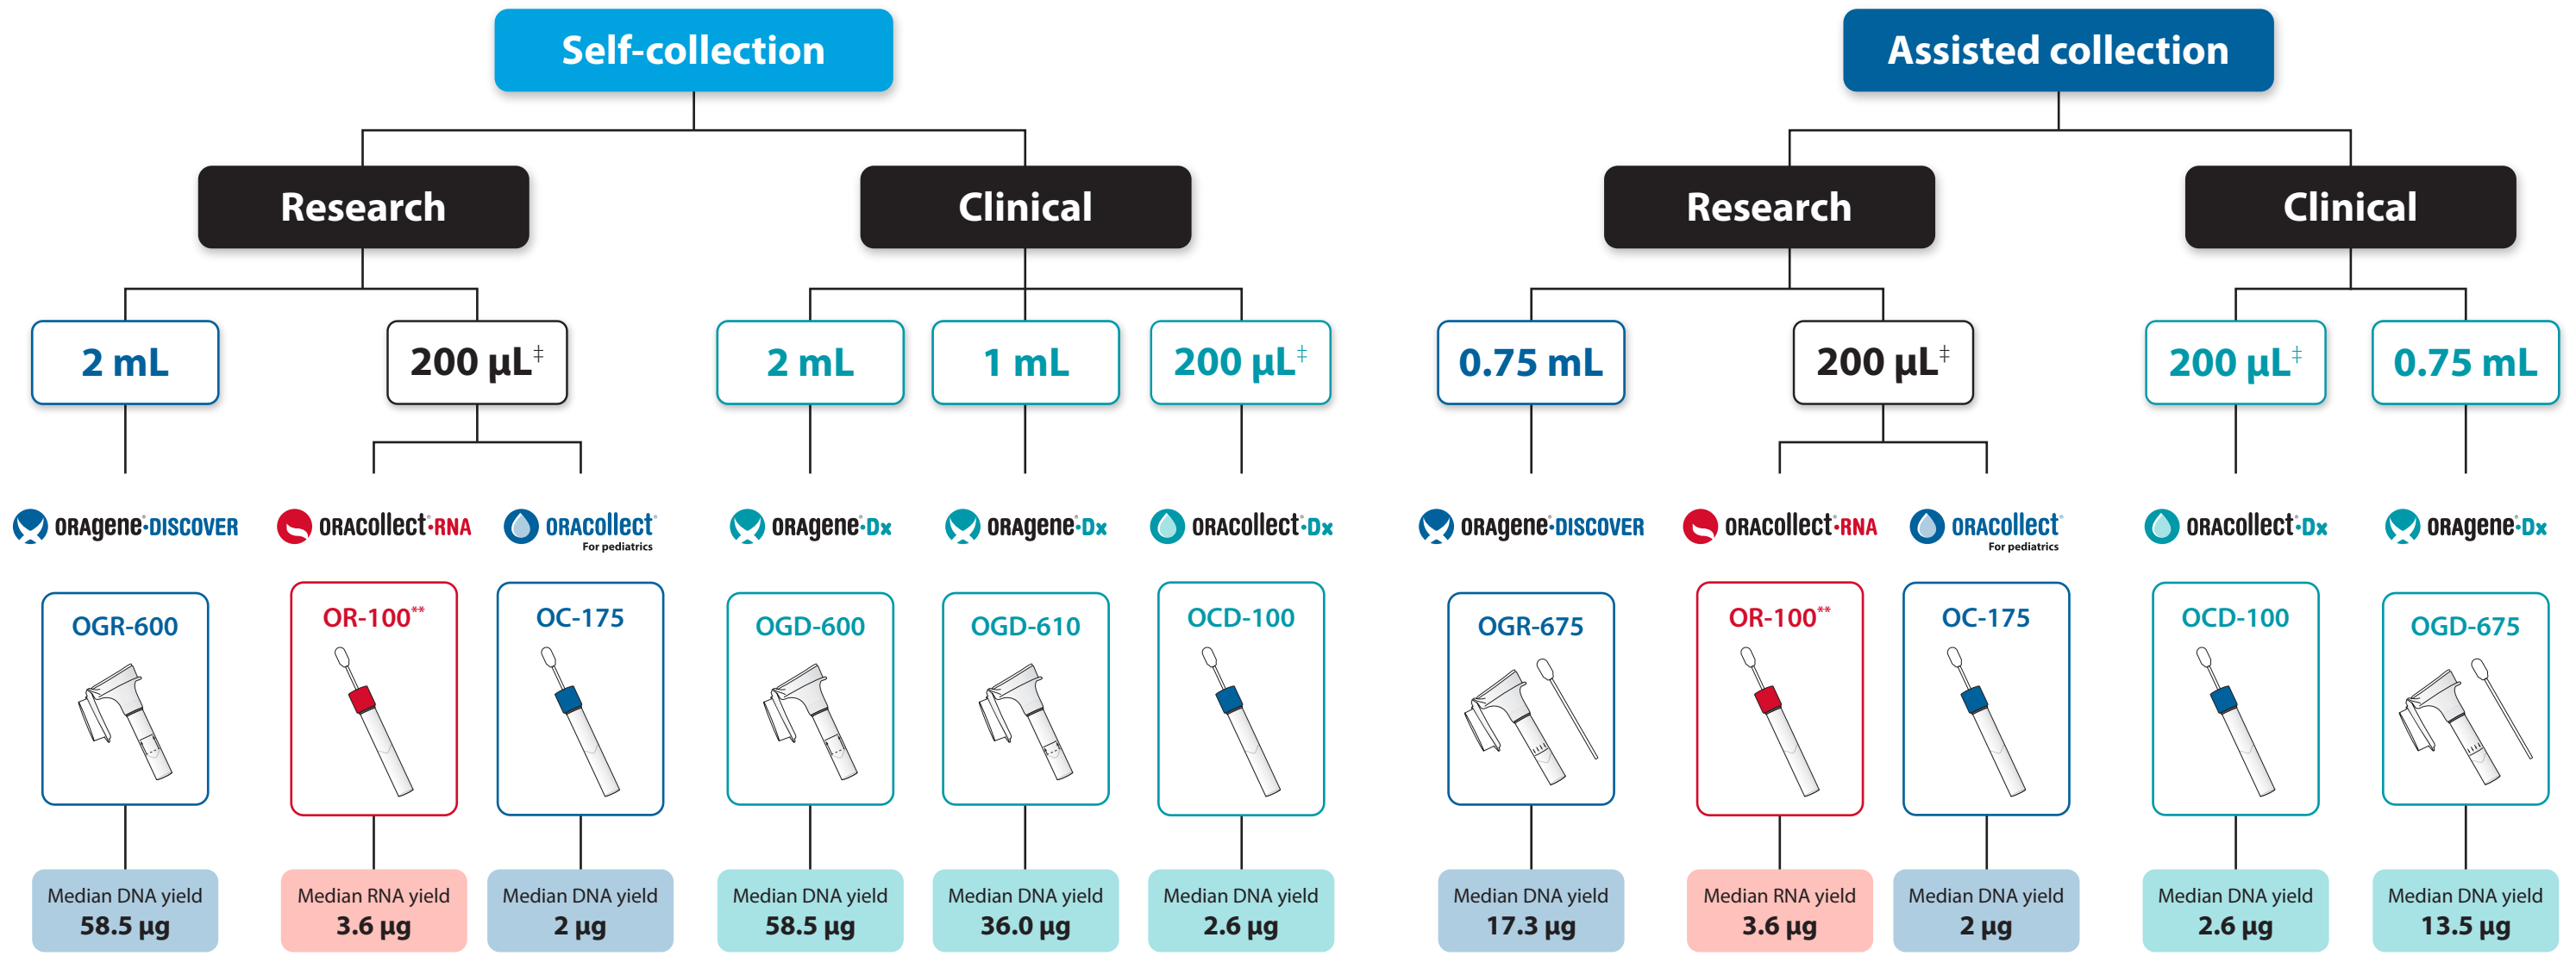 Self-collection
Assisted collection
Research
Clinical
Research
Clinical
2 mL
200 µL‡
2 mL
1 mL
200 µL‡
0.75 mL
200 µL‡
200 µL‡
0.75 mL
ORAgene•DISCOVER
ORAcollect•RNA
ORAcollect®
For pediatrics
ORAgene•Dx
ORAgene•Dx
ORAcollect•Dx
ORAgene•DISCOVER
ORAcollect•RNA
ORAcollect®
For pediatrics
ORAcollect•Dx
ORAgene•Dx
OGR-600
OR-100**
OC-175
OGD-600
OGD-610
OCD-100
OGR-675
OR-100**
OC-175
OCD-100
OGD-675
Median DNA yield
58.5 µg
Median RNA yield
3.6 µg
Median DNA yield
2 µg
Median DNA yield
58.5 µg
Median DNA yield
36.0 µg
Median DNA yield
2.6 µg
Median DNA yield
17.3 µg
Median RNA yield
3.6 µg
Median DNA yield
2 µg
Median DNA yield
2.6 µg
Median DNA yield
13.5 µg